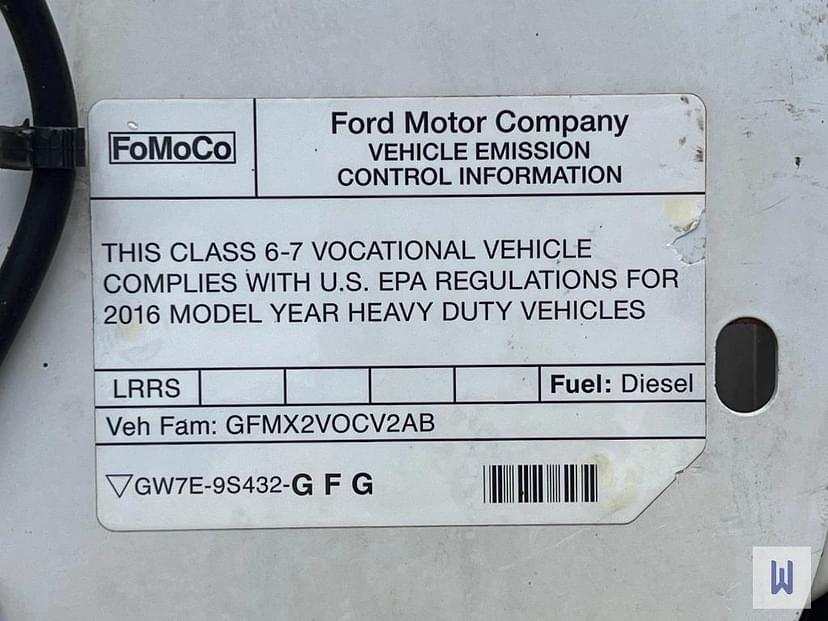 FoMoCo
Ford Motor Company
VEHICLE EMISSION
CONTROL INFORMATION
THIS CLASS 6-7 VOCATIONAL VEHICLE
COMPLIES WITH U.S. EPA REGULATIONS FOR
2016 MODEL YEAR HEAVY DUTY VEHICLES
LRRS
Fuel: Diesel
Veh Fam: GFMX2VOCV2AB
▽GW7E-9S432-G F G
W